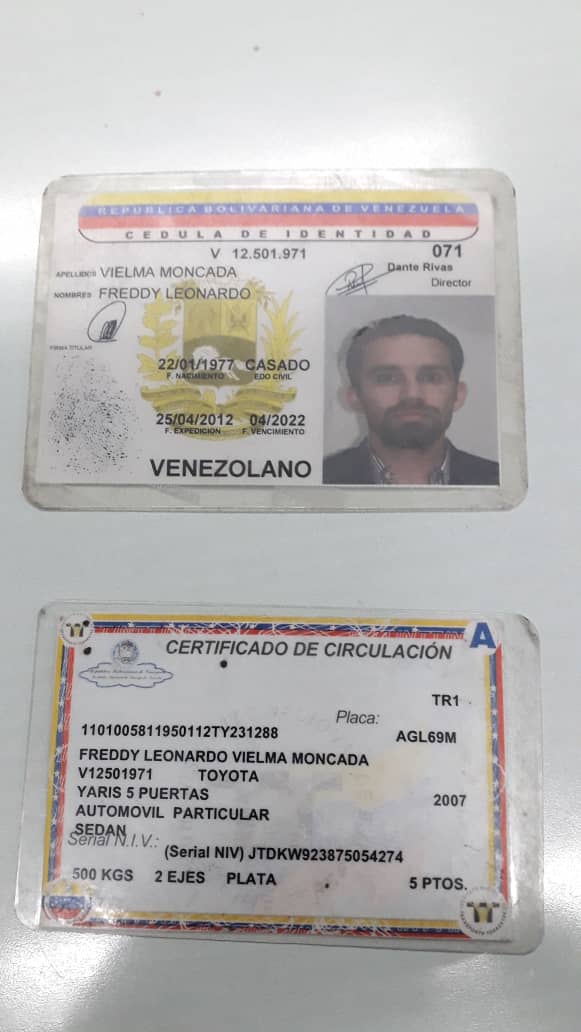 REPUBLICA BOLIVARIANA DE VENEZUELA
CEDULA DE IDENTIDAD
V 12.501.971 071
APELLIDOS VIELMA MONCADA Dante Rivas
Director
NOMBRES FREDDY LEONARDO
FIRMA TITULAR
22/01/1977 CASADO
F. NACIMIENTO EDO CIVIL
25/04/2012 04/2022
F. EXPEDICION F. VENCIMIENTO
VENEZOLANO
A
CERTIFICADO DE CIRCULACIÓN
TR1
Placa:
1101005811950112TY231288 AGL69M
FREDDY LEONARDO VIELMA MONCADA
V12501971 TOYOTA
YARIS 5 PUERTAS 2007
AUTOMOVIL PARTICULAR
SEDAN
Serial N.I.V.:
(Serial NIV) JTDKW923875054274
500 KGS 2 EJES PLATA 5 PTOS.